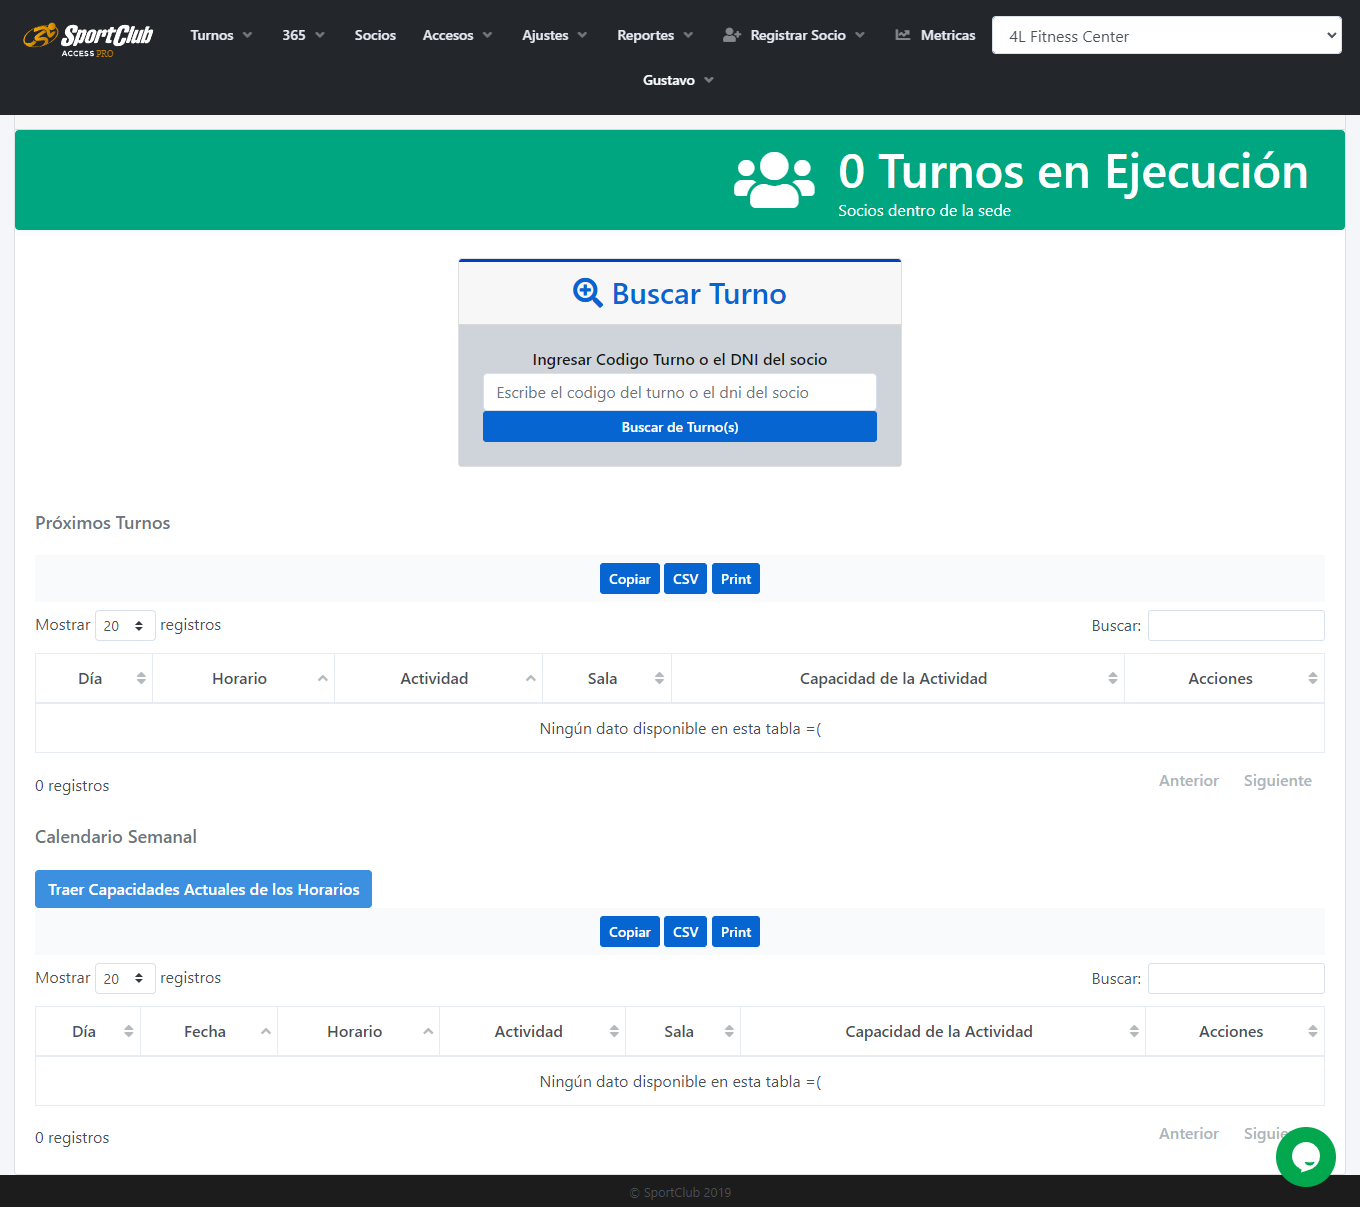 SportClub
ACCESS PRO
Turnos
365
Socios
Accesos
Ajustes
Reportes
Registrar Socio
Metricas
4L Fitness Center
Gustavo
0 Turnos en Ejecución
Socios dentro de la sede
Buscar Turno
Ingresar Codigo Turno o el DNI del socio
Escribe el codigo del turno o el dni del socio
Buscar de Turno(s)
Próximos Turnos
Copiar CSV Print
Mostrar 20 registros
Buscar:
Día Horario Actividad Sala Capacidad de la Actividad Acciones
Ningún dato disponible en esta tabla =(
0 registros
Anterior Siguiente
Calendario Semanal
Traer Capacidades Actuales de los Horarios
Copiar CSV Print
Mostrar 20 registros
Buscar:
Día Fecha Horario Actividad Sala Capacidad de la Actividad Acciones
Ningún dato disponible en esta tabla =(
0 registros
Anterior
© SportClub 2019